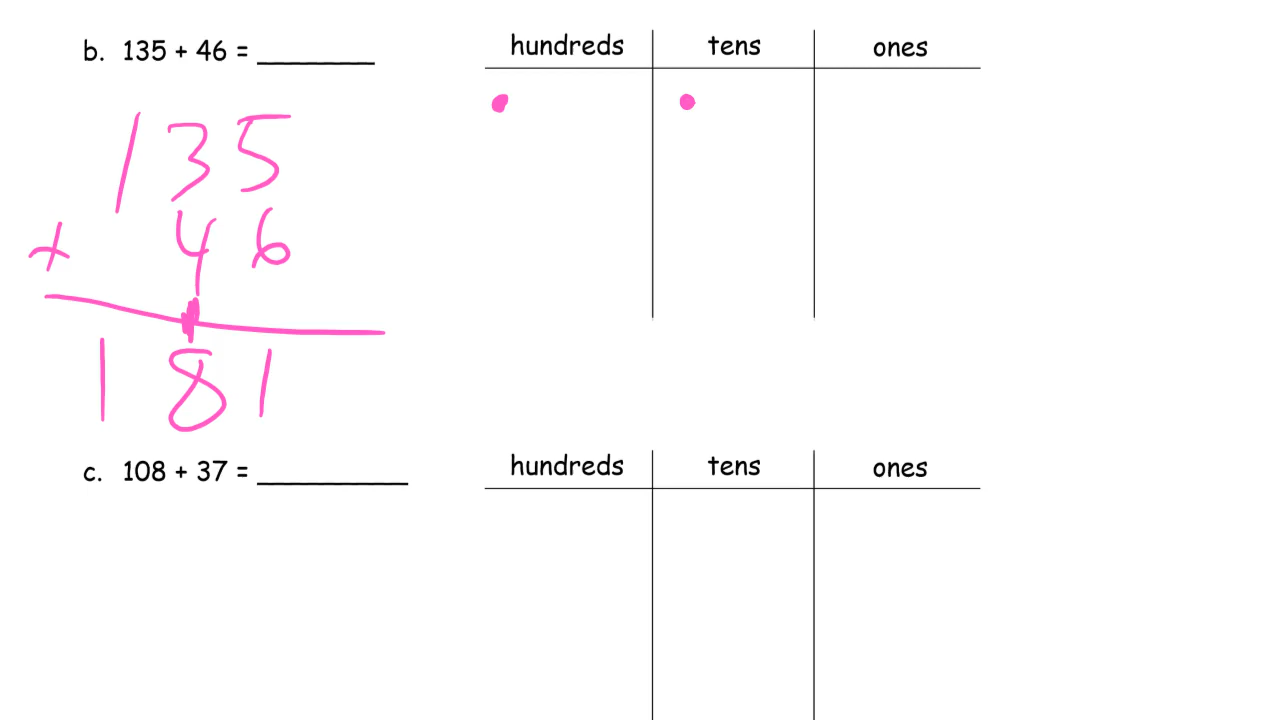 b. 135 + 46 = ________
hundreds tens ones
135
+ 46
181
c. 108 + 37 = __________
hundreds tens ones